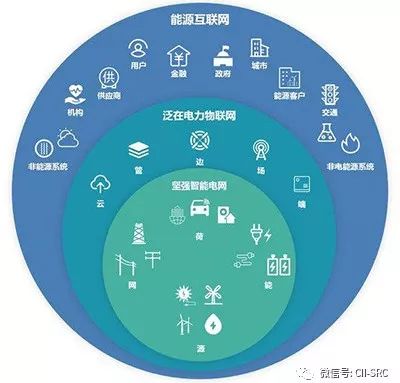 能源互联网
用户
金融
政府
城市
供
供应商
能源客户
机构
交通
非能源系统
非电能源系统
泛在电力物联网
管
边
场
云
端
坚强智能电网
荷
网
能
源
微信号: CII-SRC